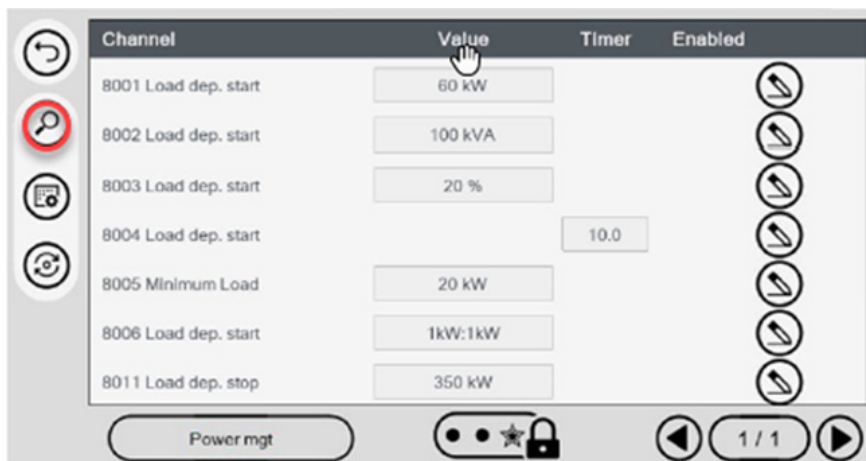 Channel Value Timer Enabled
8001 Load dep. start 60 kW
8002 Load dep. start 100 kVA
8003 Load dep. start 20 %
8004 Load dep. start 10.0
8005 Minimum Load 20 kW
8006 Load dep. start 1kW:1kW
8011 Load dep. stop 350 kW
Power mgt 1 / 1